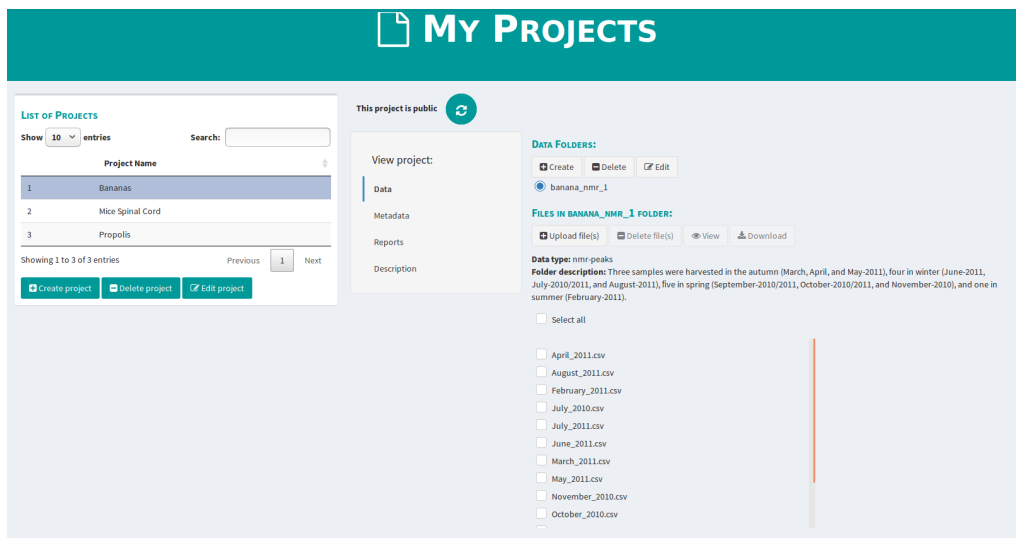 My Projects
List of Projects
Show 10 entries Search:
Project Name
1 Bananas
2 Mice Spinal Cord
3 Propolis
Showing 1 to 3 of 3 entries Previous 1 Next
Create project Delete project Edit project
This project is public
View project:
Data
Metadata
Reports
Description
Data Folders:
Create Delete Edit
banana_nmr_1
Files in banana_nmr_1 folder:
Upload file(s) Delete file(s) View Download
Data type: nmr-peaks
Folder description: Three samples were harvested in the autumn (March, April, and May-2011), four in winter (June-2011,
July-2010/2011, and August-2011), five in spring (September-2010/2011, October-2010/2011, and November-2010), and one in
summer (February-2011).
Select all
April_2011.csv
August_2011.csv
February_2011.csv
July_2010.csv
July_2011.csv
June_2011.csv
March_2011.csv
May_2011.csv
November_2010.csv
October_2010.csv